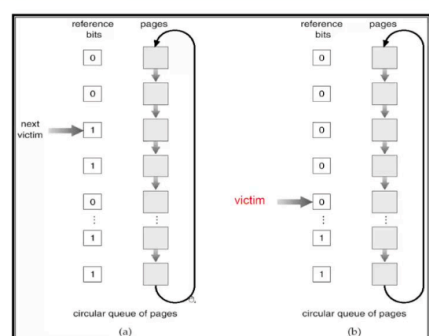 reference bits pages
0
0
next victim 1
1
0
⋮ ⋮
1
1
circular queue of pages
(a)
reference bits pages
0
0
0
0
victim 0
⋮ ⋮
1
1
circular queue of pages
(b)